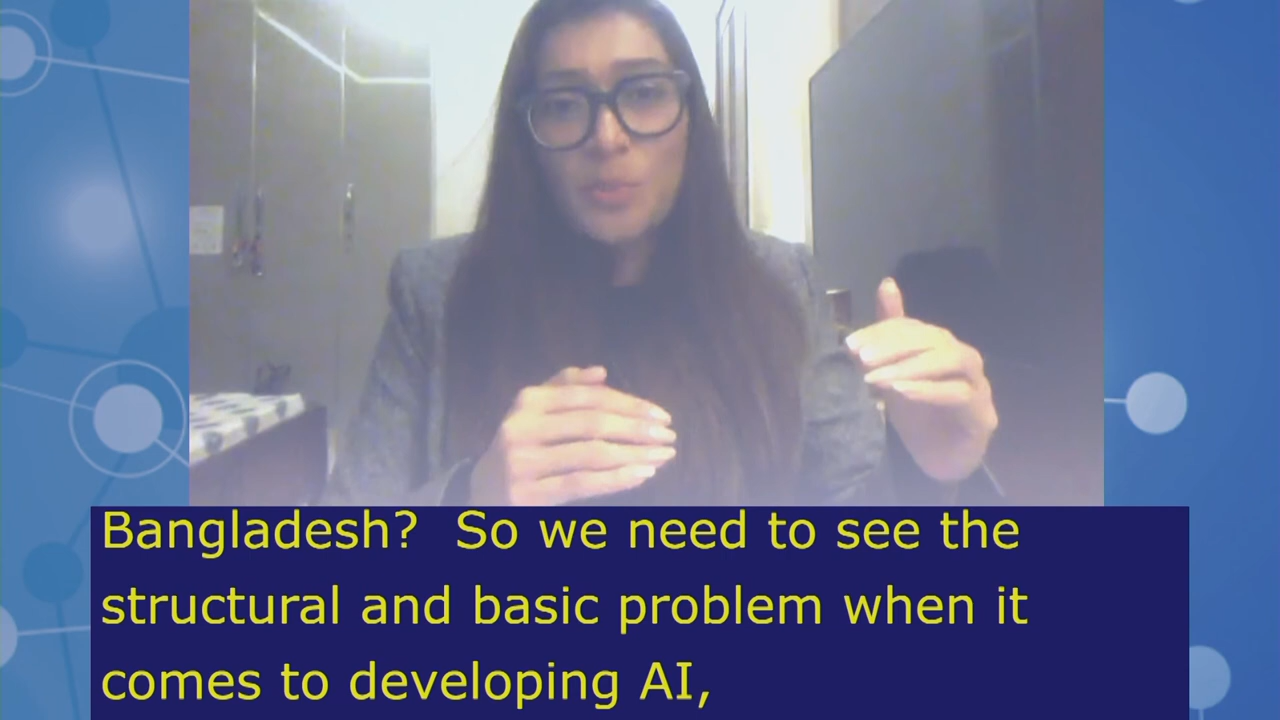 Bangladesh?  So we need to see the
structural and basic problem when it
comes to developing AI,